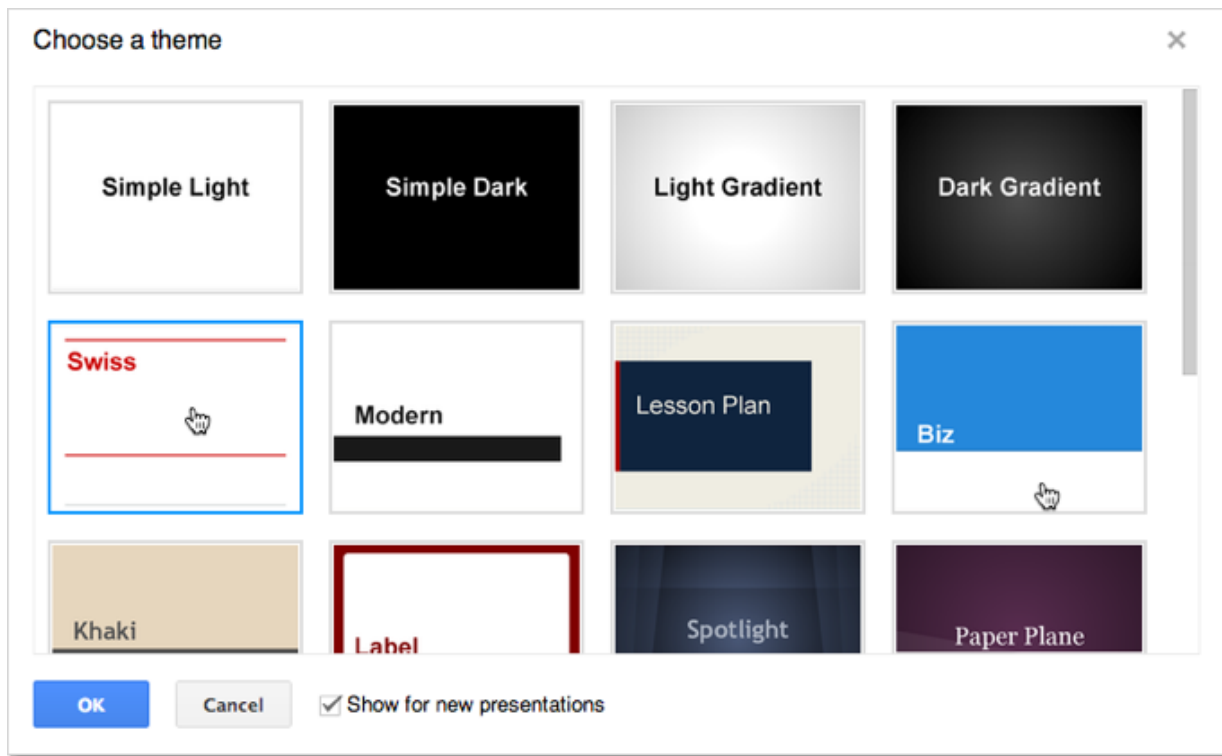 Choose a theme
Simple Light
Simple Dark
Light Gradient
Dark Gradient
Swiss
Modern
Lesson Plan
Biz
Khaki
Label
Spotlight
Paper Plane
OK
Cancel
Show for new presentations